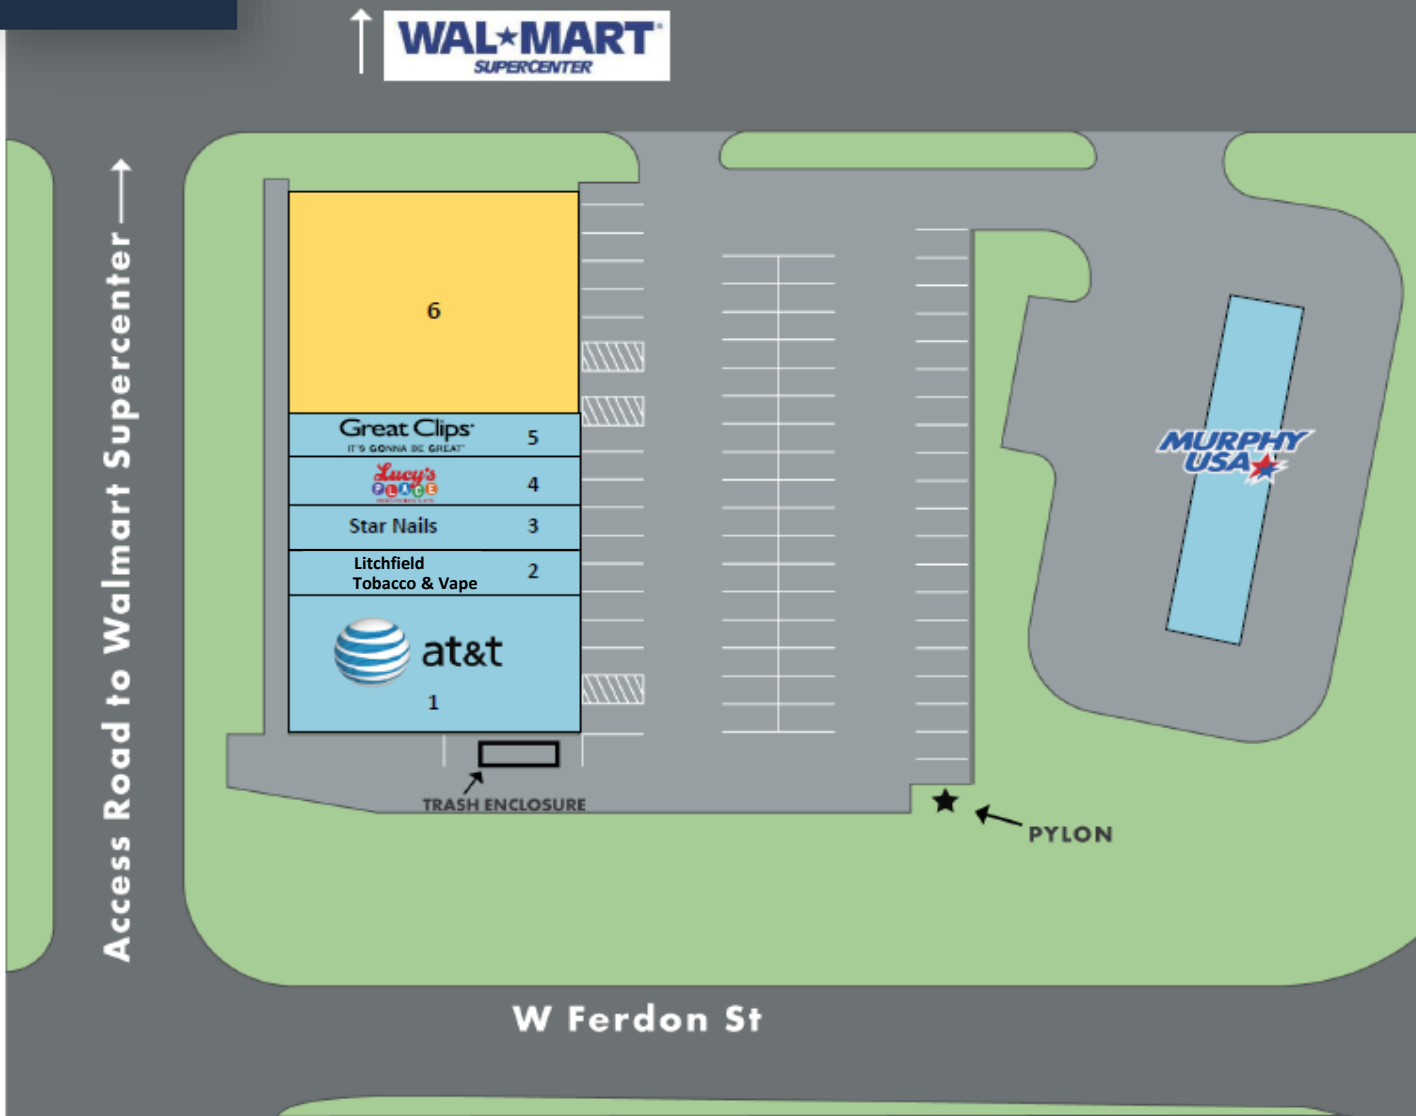 WAL★MART
SUPERCENTER
Access Road to Walmart Supercenter
6
Great Clips
IT'S GONNA BE GREAT
5
Lucy's
PLACE
4
Star Nails
3
Litchfield
Tobacco & Vape
2
at&t
1
TRASH ENCLOSURE
PYLON
MURPHY
USA
W Ferdon St